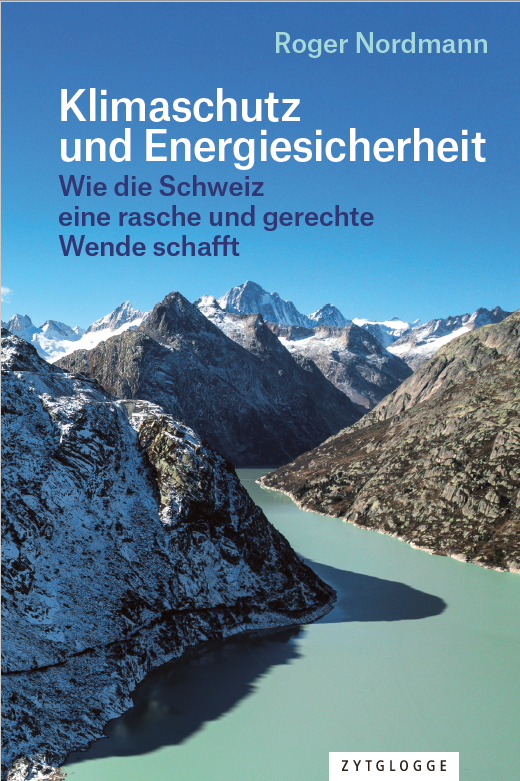 Roger Nordmann
Klimaschutz
und Energiesicherheit
Wie die Schweiz
eine rasche und gerechte
Wende schafft
ZYTGLOGGE